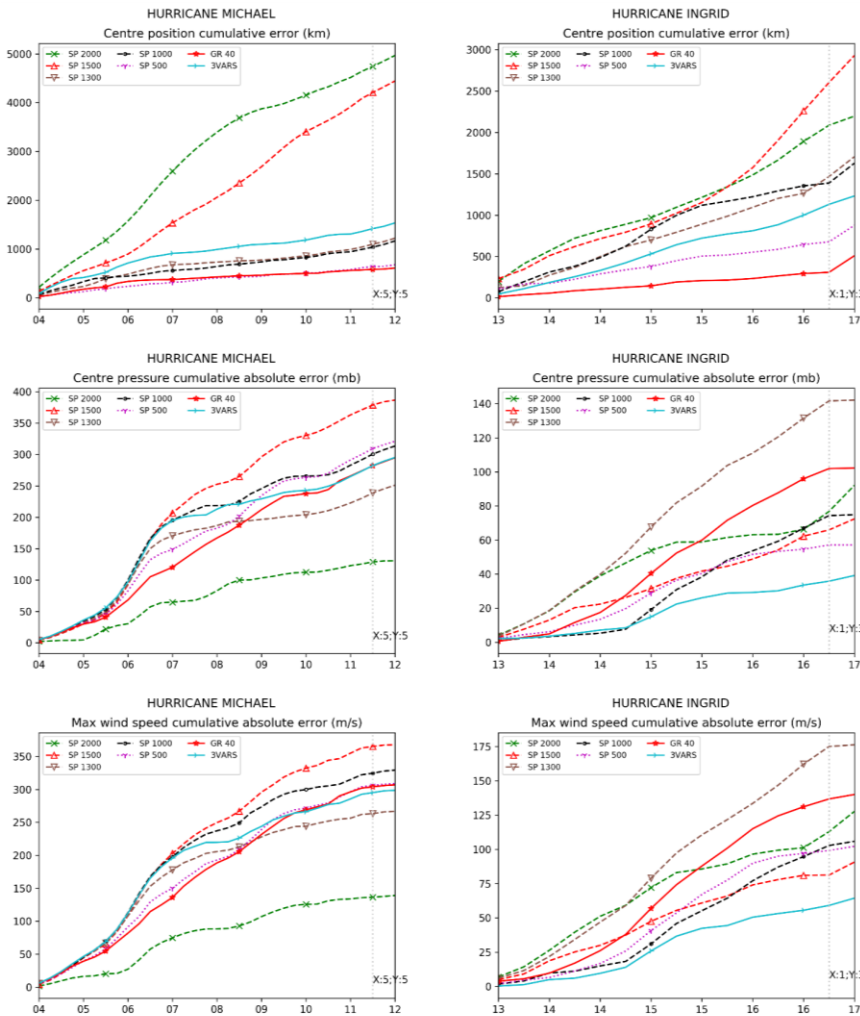 HURRICANE MICHAEL
Centre position cumulative error (km)
SP 2000 SP 1000 GR 40
SP 1500 SP 500 3VARS
SP 1300
5000
4000
3000
2000
1000
0
X:5;Y:5
04 05 06 07 08 09 10 11 12
HURRICANE INGRID
Centre position cumulative error (km)
SP 2000 SP 1000 GR 40
SP 1500 SP 500 3VARS
SP 1300
3000
2500
2000
1500
1000
500
0
X:1;Y:
13 14 14 15 15 16 16 17
HURRICANE MICHAEL
Centre pressure cumulative absolute error (mb)
SP 2000 SP 1000 GR 40
SP 1500 SP 500 3VARS
SP 1300
400
350
300
250
200
150
100
50
0
X:5;Y:5
04 05 06 07 08 09 10 11 12
HURRICANE INGRID
Centre pressure cumulative absolute error (mb)
SP 2000 SP 1000 GR 40
SP 1500 SP 500 3VARS
SP 1300
140
120
100
80
60
40
20
0
X:1;Y:
13 14 14 15 15 16 16 17
HURRICANE MICHAEL
Max wind speed cumulative absolute error (m/s)
SP 2000 SP 1000 GR 40
SP 1500 SP 500 3VARS
SP 1300
350
300
250
200
150
100
50
0
X:5;Y:5
04 05 06 07 08 09 10 11 12
HURRICANE INGRID
Max wind speed cumulative absolute error (m/s)
SP 2000 SP 1000 GR 40
SP 1500 SP 500 3VARS
SP 1300
175
150
125
100
75
50
25
0
X:1;Y:
13 14 14 15 15 16 16 17